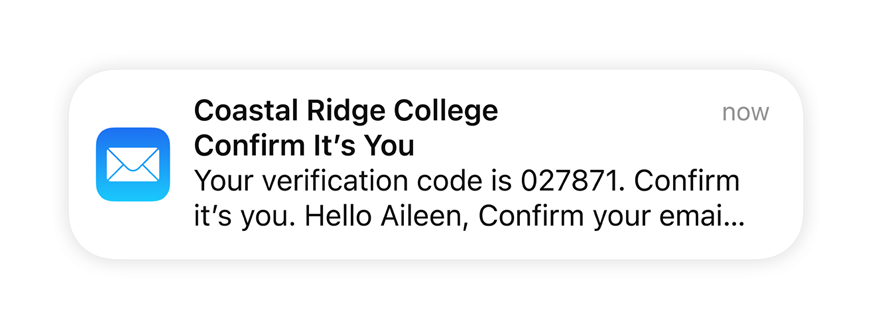 Coastal Ridge College
now
Confirm It’s You
Your verification code is 027871. Confirm
it’s you. Hello Aileen, Confirm your emai...